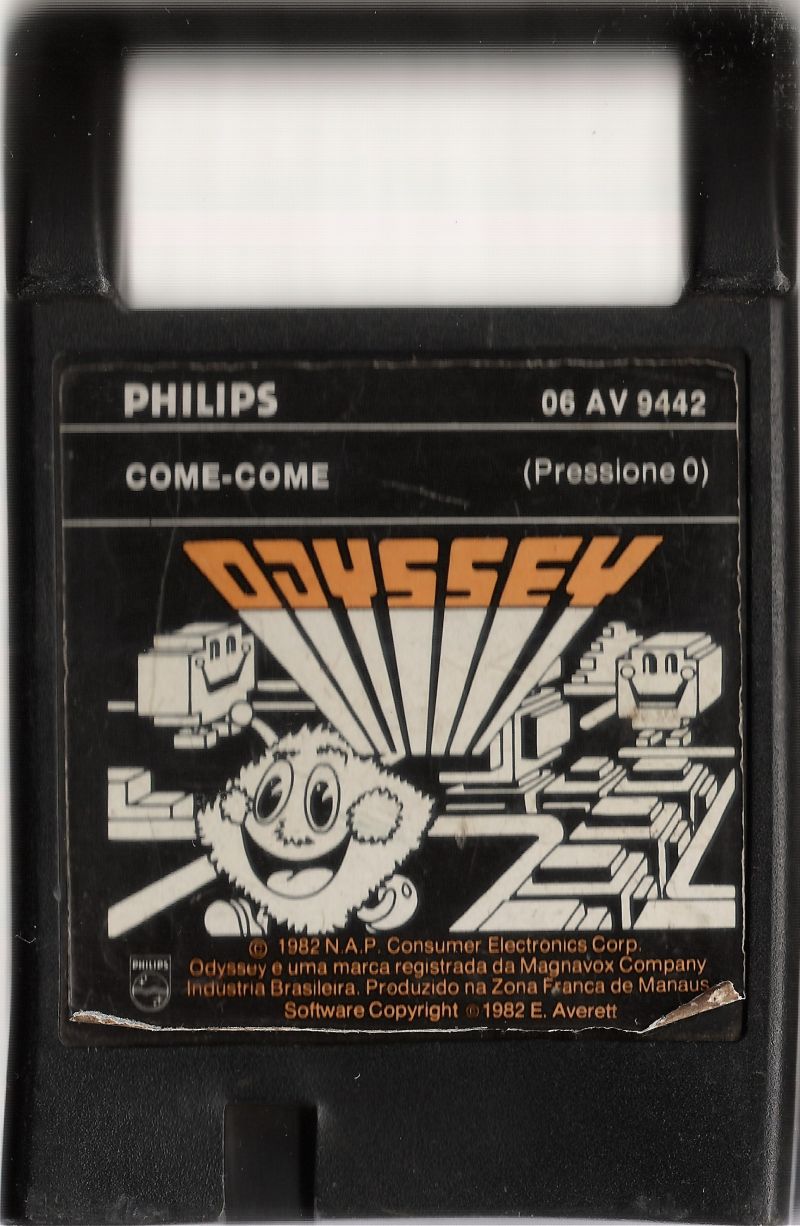 PHILIPS 06 AV 9442
COME-COME (Pressione 0)
ODYSSEY
© 1982 N.A.P. Consumer Electronics Corp.
Odyssey e uma marca registrada da Magnavox Company
PHILIPS
Industria Brasileira. Produzido na Zona Franca de Manaus
Software Copyright © 1982 E. Averett